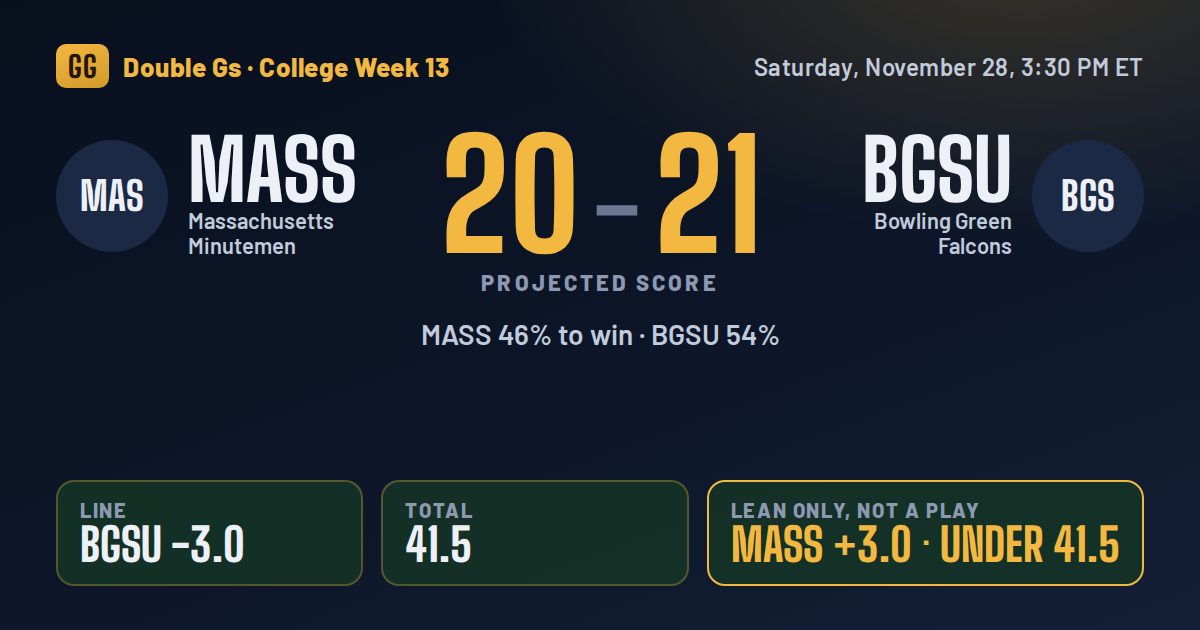 GG Double Gs · College Week 13
Saturday, November 28, 3:30 PM ET
MAS
MASS
Massachusetts
Minutemen
20 – 21
PROJECTED SCORE
MASS 46% to win · BGSU 54%
BGSU
Bowling Green
Falcons
BGS
LINE
BGSU −3.0
TOTAL
41.5
LEAN ONLY, NOT A PLAY
MASS +3.0 · UNDER 41.5